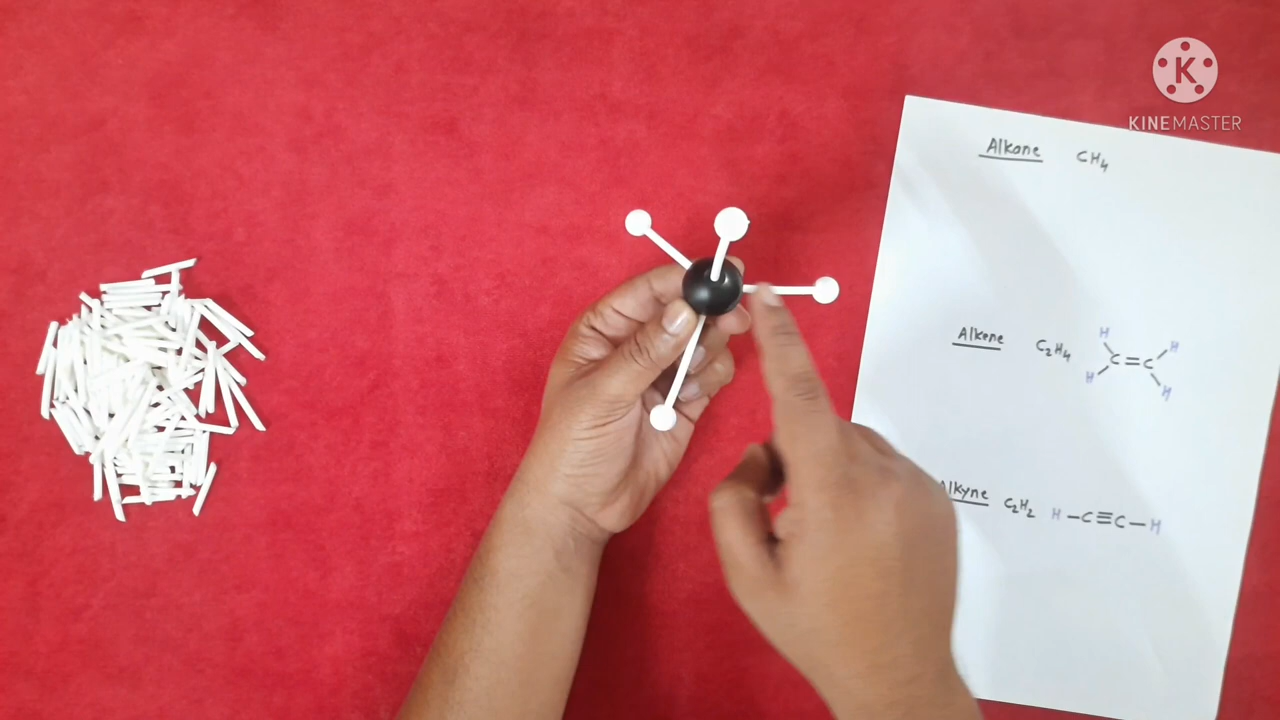 K
KINEMASTER
Alkane CH₄
Alkene C₂H₄
H H
C=C
H H
Alkyne C₂H₂ H-C≡C-H